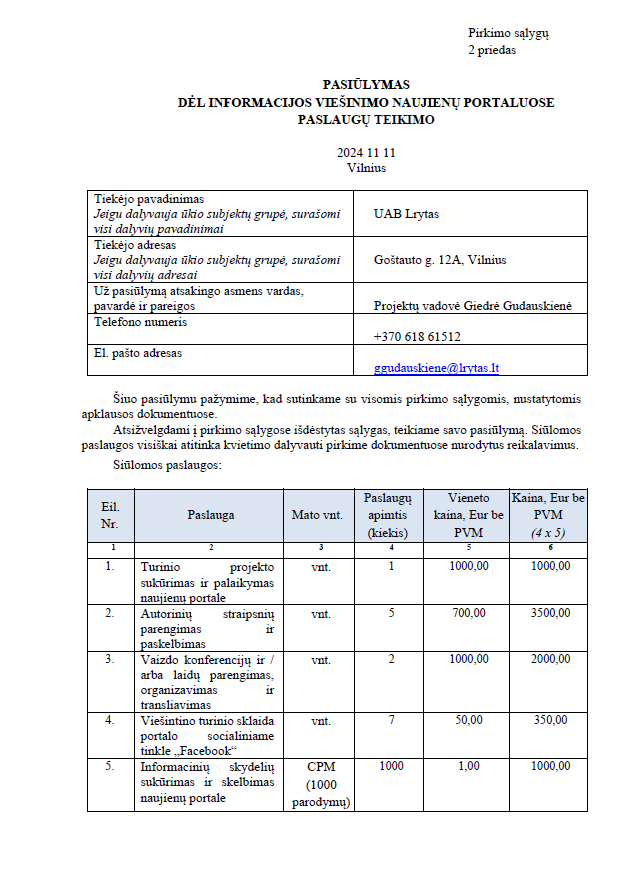 Pirkimo sąlygų
2 priedas
PASIŪLYMAS
DĖL INFORMACIJOS VIEŠINIMO NAUJIENŲ PORTALUOSE
PASLAUGŲ TEIKIMO
2024 11 11
Vilnius
Tiekėjo pavadinimas
Jeigu dalyvauja ūkio subjektų grupė, surašomi
visi dalyvių pavadinimai
UAB Lrytas
Tiekėjo adresas
Jeigu dalyvauja ūkio subjektų grupė, surašomi
visi dalyvių adresai
Goštauto g. 12A, Vilnius
Už pasiūlymą atsakingo asmens vardas,
pavardė ir pareigos
Projektų vadovė Giedrė Gudauskienė
Telefono numeris
+370 618 61512
El. pašto adresas
ggudauskiene@lrytas.lt
Šiuo pasiūlymu pažymime, kad sutinkame su visomis pirkimo sąlygomis, nustatytomis
apklausos dokumentuose.
Atsižvelgdami į pirkimo sąlygose išdėstytas sąlygas, teikiame savo pasiūlymą. Siūlomos
paslaugos visiškai atitinka kvietimo dalyvauti pirkime dokumentuose nurodytus reikalavimus.
Siūlomos paslaugos:
Eil.
Nr.
Paslauga
Mato vnt.
Paslaugų
apimtis
(kiekis)
Vieneto
kaina, Eur be
PVM
Kaina, Eur be
PVM
(4 x 5)
1 2 3 4 5 6
1.
Turinio projekto
sukūrimas ir palaikymas
naujienų portale
vnt.
1
1000,00
1000,00
2.
Autorinių straipsnių
parengimas ir
paskelbimas
vnt.
5
700,00
3500,00
3.
Vaizdo konferencijų ir /
arba laidų parengimas,
organizavimas ir
transliavimas
vnt.
2
1000,00
2000,00
4.
Viešintino turinio sklaida
portalo socialiniame
tinkle „Facebook“
vnt.
7
50,00
350,00
5.
Informacinių skydelių
sukūrimas ir skelbimas
naujienų portale
CPM
(1000
parodymų)
1000
1,00
1000,00